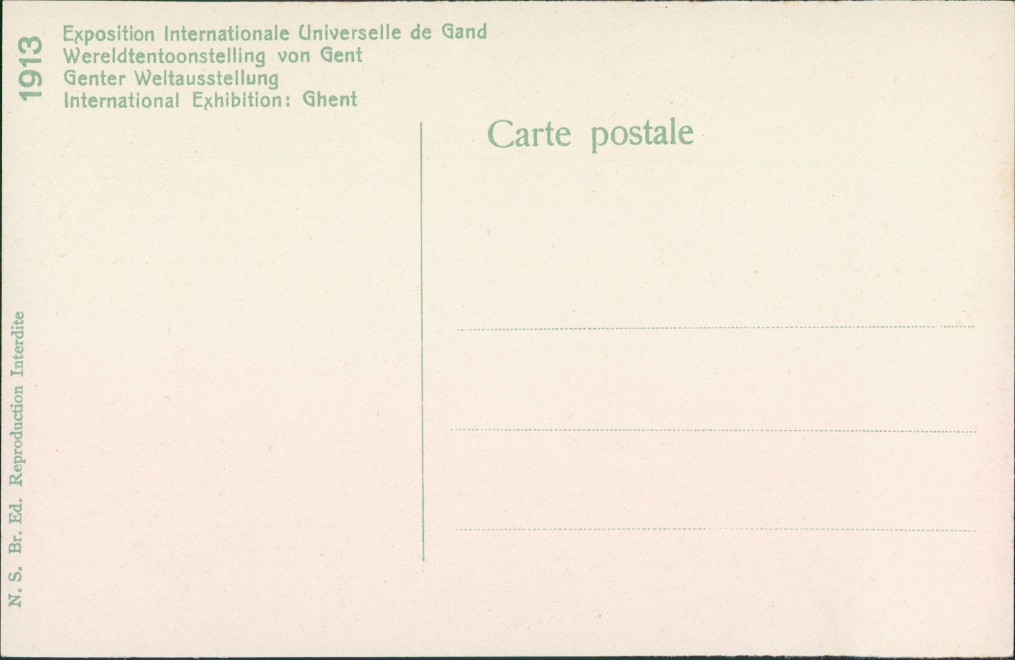 1913
Exposition Internationale Universelle de Gand
Wereldtentoonstelling von Gent
Genter Weltausstellung
International Exhibition: Ghent
Carte postale
N. S. Br. Ed. Reproduction Interdite